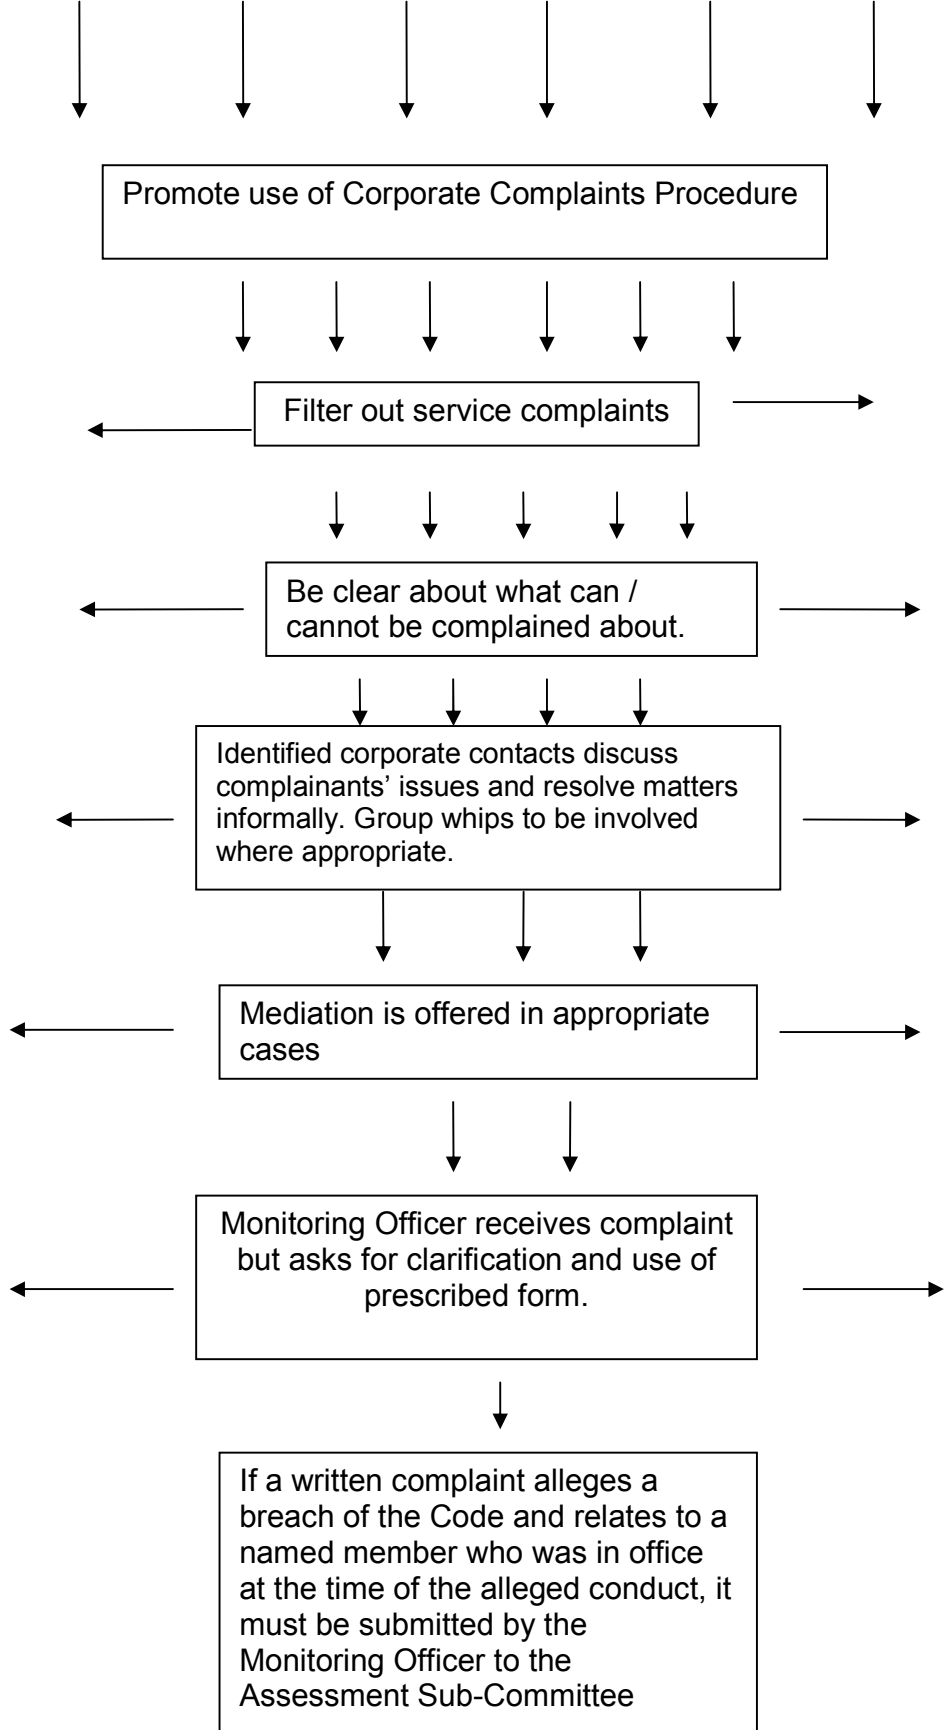 Promote use of Corporate Complaints Procedure
Filter out service complaints
Be clear about what can /
cannot be complained about.
Identified corporate contacts discuss
complainants’ issues and resolve matters
informally. Group whips to be involved
where appropriate.
Mediation is offered in appropriate
cases
Monitoring Officer receives complaint
but asks for clarification and use of
prescribed form.
If a written complaint alleges a
breach of the Code and relates to a
named member who was in office
at the time of the alleged conduct, it
must be submitted by the
Monitoring Officer to the
Assessment Sub-Committee